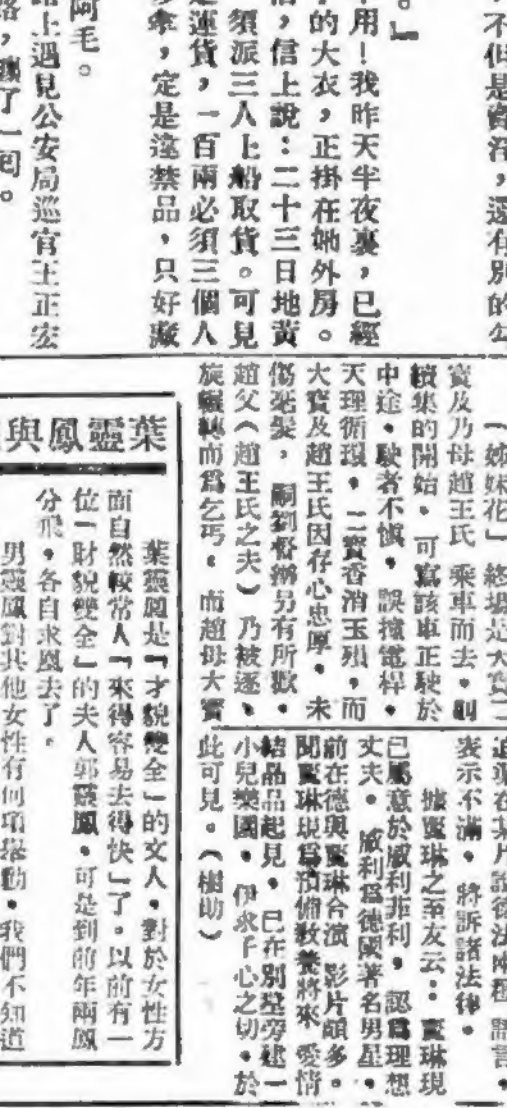 ，不但是資容，還有別的勾
。」
用！我昨天半夜裏，已經
的大衣，正掛在她外房。
，信上說：二十三日地黃
須派三人上船取貨。可見
運貨，一百兩必須三個人
牽，定是違禁品，只好廠
阿毛。
路上遇見公安局巡官王正宏
路，講了一囘。
「姊妹花」終場是大寶二
寶及乃母趙王氏　乘車而去。則
續集的開始。可寫該車正駛於
中途。駛者不慎，誤撞電桿。
天理循環。二寶香消玉殞，而
大寶及趙王氏因存心忠厚。未
傷毫髮，嗣劉督辦另有所歡。
趙父（趙王氏之夫）乃被逐。
旋輾轉而爲乞丐。而趙母大寶
表示不滿。將訴諸法律。
據寶琳之至友云：寶琳現
已屬意於威利菲利。認爲理想
丈夫。威利爲德國著名男星。
前在德與寶琳合演　影片頗多。
聞寶琳現爲預備敎養將來　愛情
結晶品起見。已在別墅旁建一
小兒樂園。伊求子心之切。於
此可見。（樹助）
葉靈鳳與
葉靈鳳是「才貌雙全」的文人。對於女性方
面自然較常人「來得容易去得快」了。以前有一
位「財貌雙全」的夫人郭靈鳳。可是到前年兩鳳
分飛。各自求凰去了。
男靈鳳對其他女性有何項舉動。我們不知道